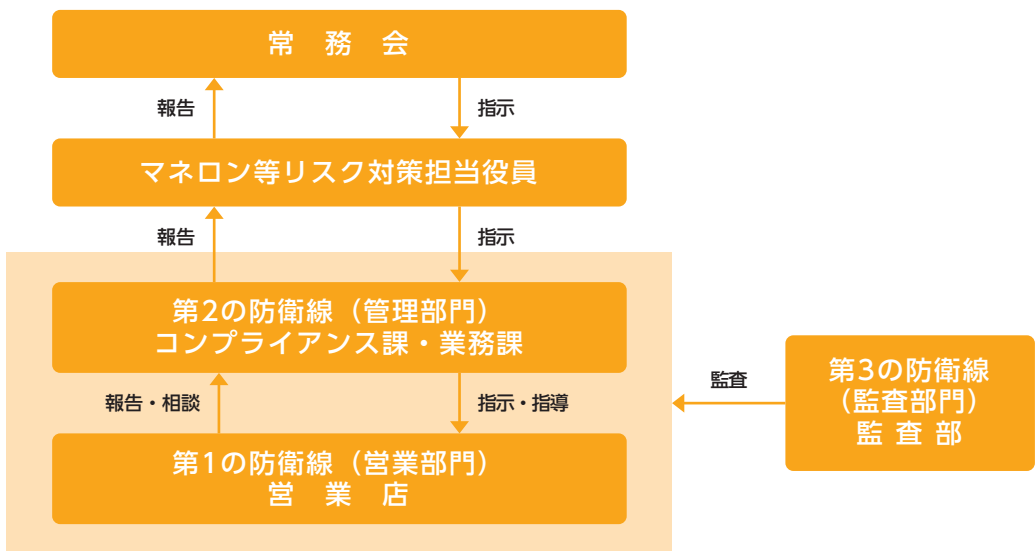 常　務　会
報告
指示
マネロン等リスク対策担当役員
報告
指示
第2の防衛線（管理部門）
コンプライアンス課・業務課
報告・相談
指示・指導
第1の防衛線（営業部門）
営　業　店
監査
第3の防衛線
（監査部門）
監 査 部